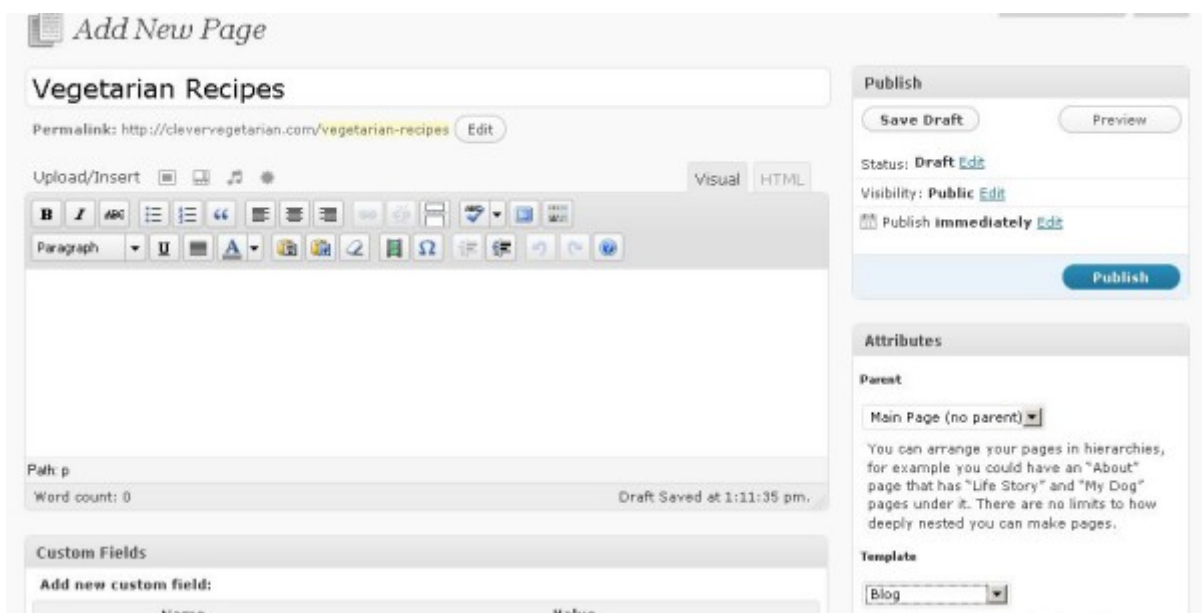 Add New Page
Vegetarian Recipes
Permalink: http://clevervegetarian.com/vegetarian-recipes Edit
Upload/Insert
Visual HTML
B I ABC
Paragraph U A Ω
Path: p
Word count: 0 Draft Saved at 1:11:35 pm.
Custom Fields
Add new custom field:
Publish
Save Draft Preview
Status: Draft Edit
Visibility: Public Edit
Publish immediately Edit
Publish
Attributes
Parent
Main Page (no parent)
You can arrange your pages in hierarchies,
for example you could have an "About"
page that has "Life Story" and "My Dog"
pages under it. There are no limits to how
deeply nested you can make pages.
Template
Blog